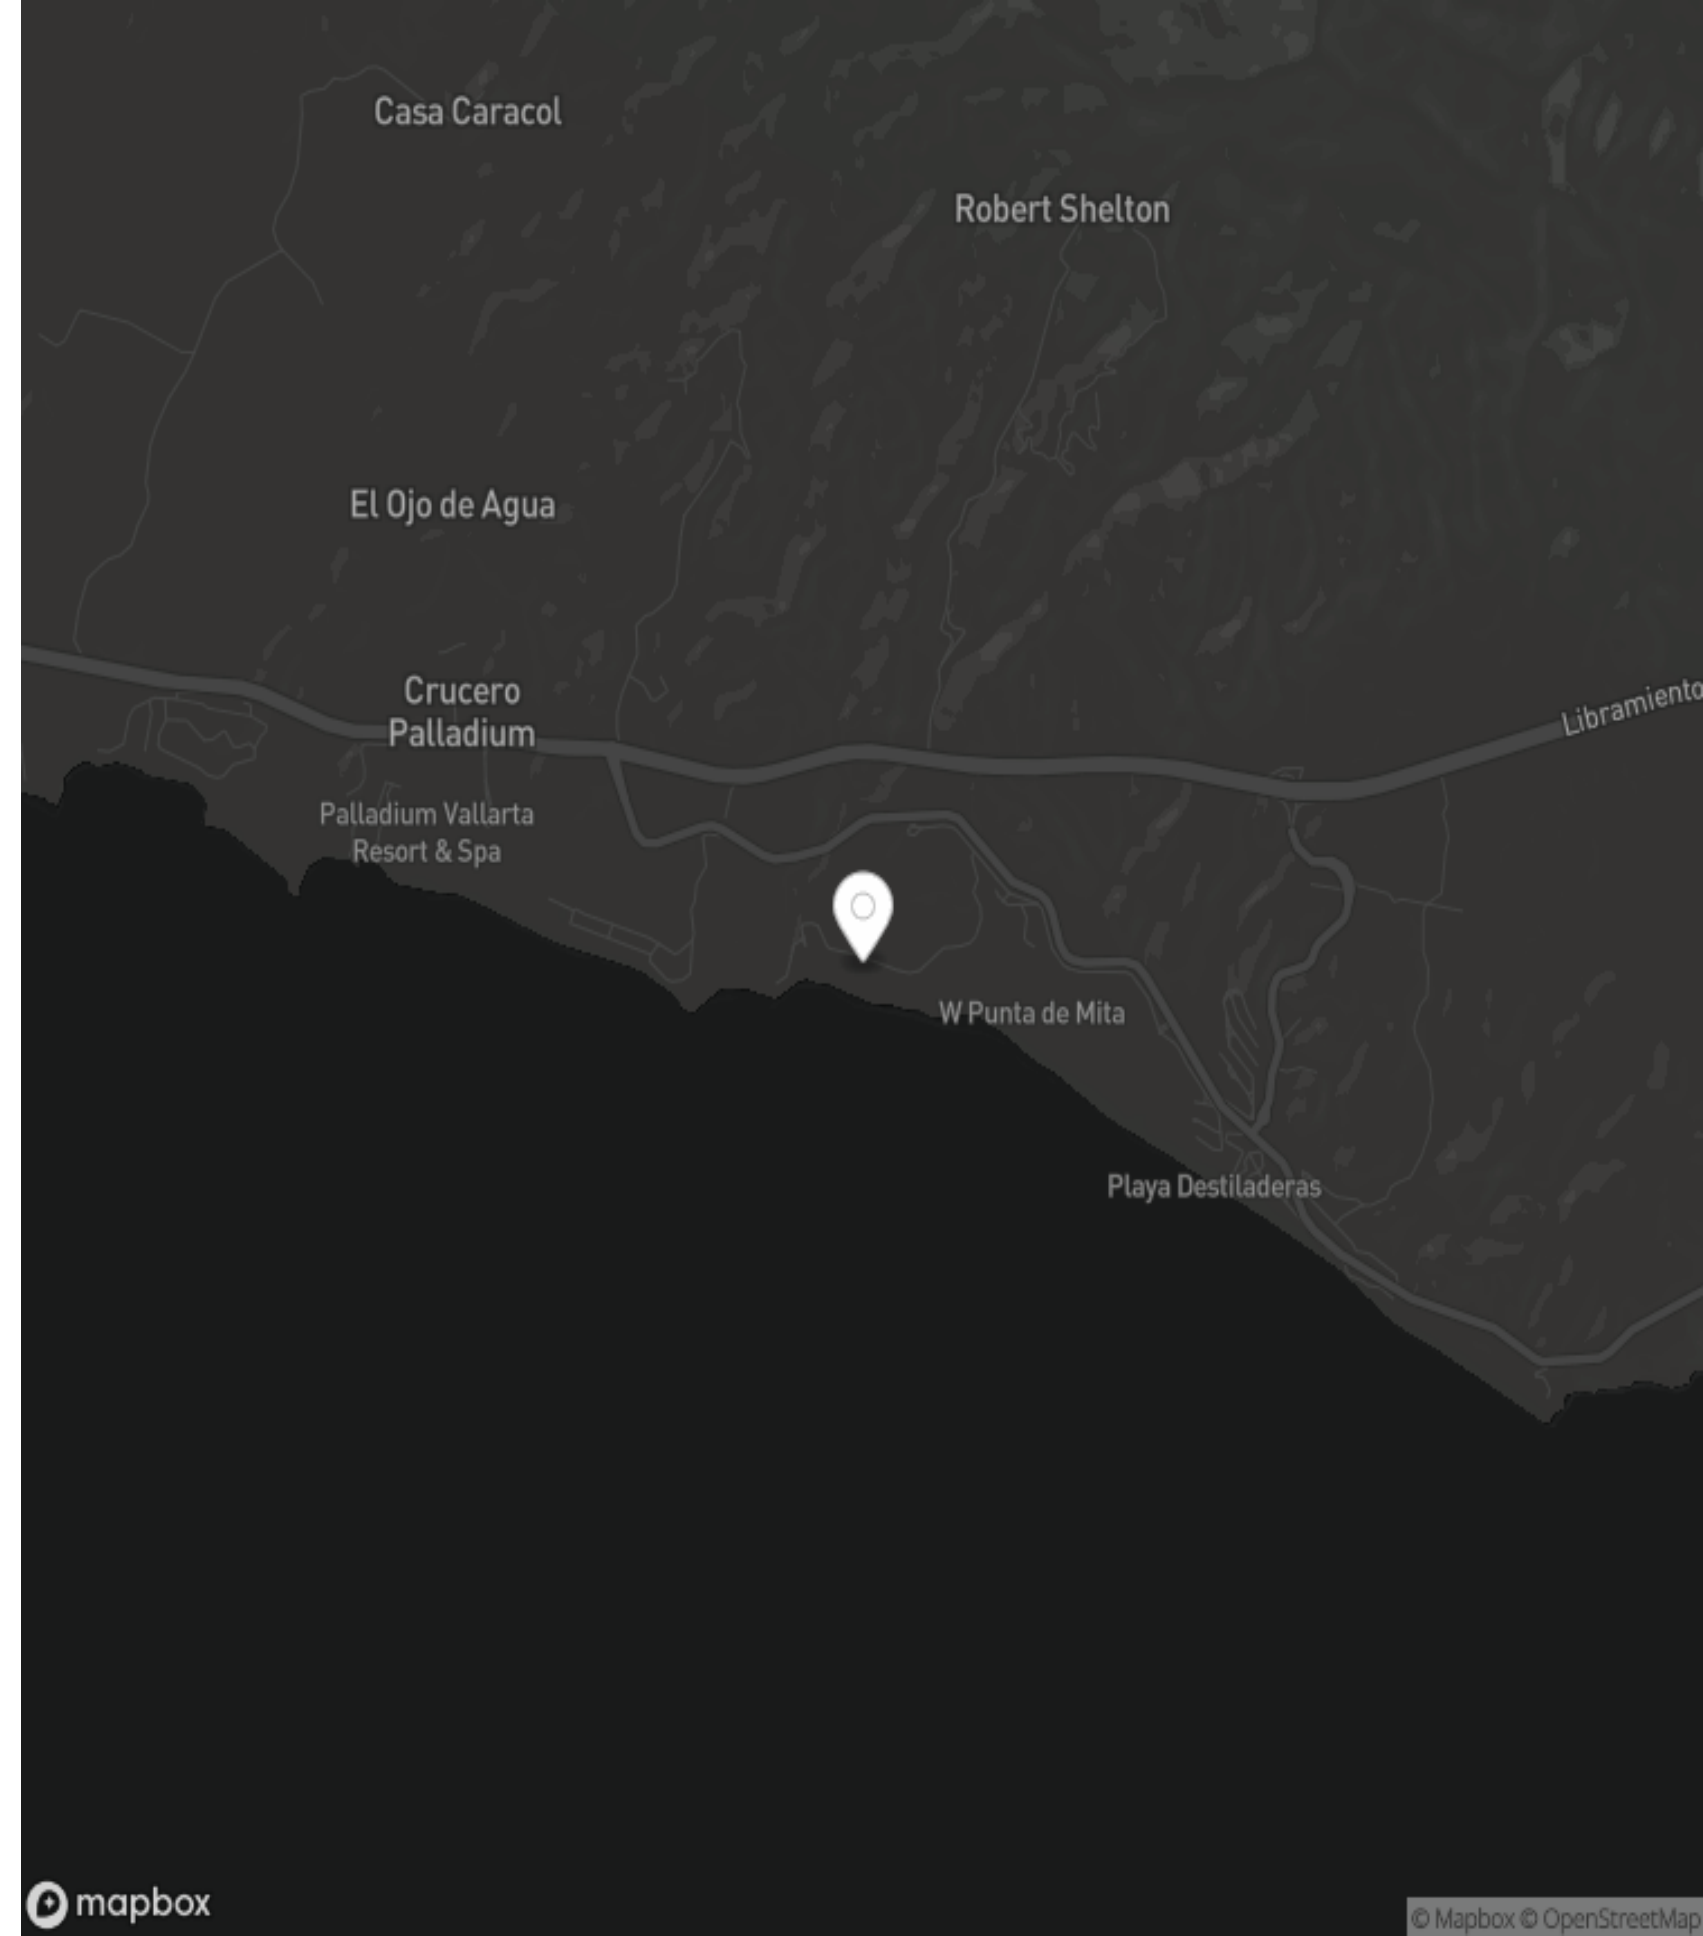 Casa Caracol
Robert Shelton
El Ojo de Agua
Crucero
Palladium
Libramiento
Palladium Vallarta
Resort & Spa
W Punta de Mita
Playa Destiladeras
mapbox
© Mapbox © OpenStreetMap